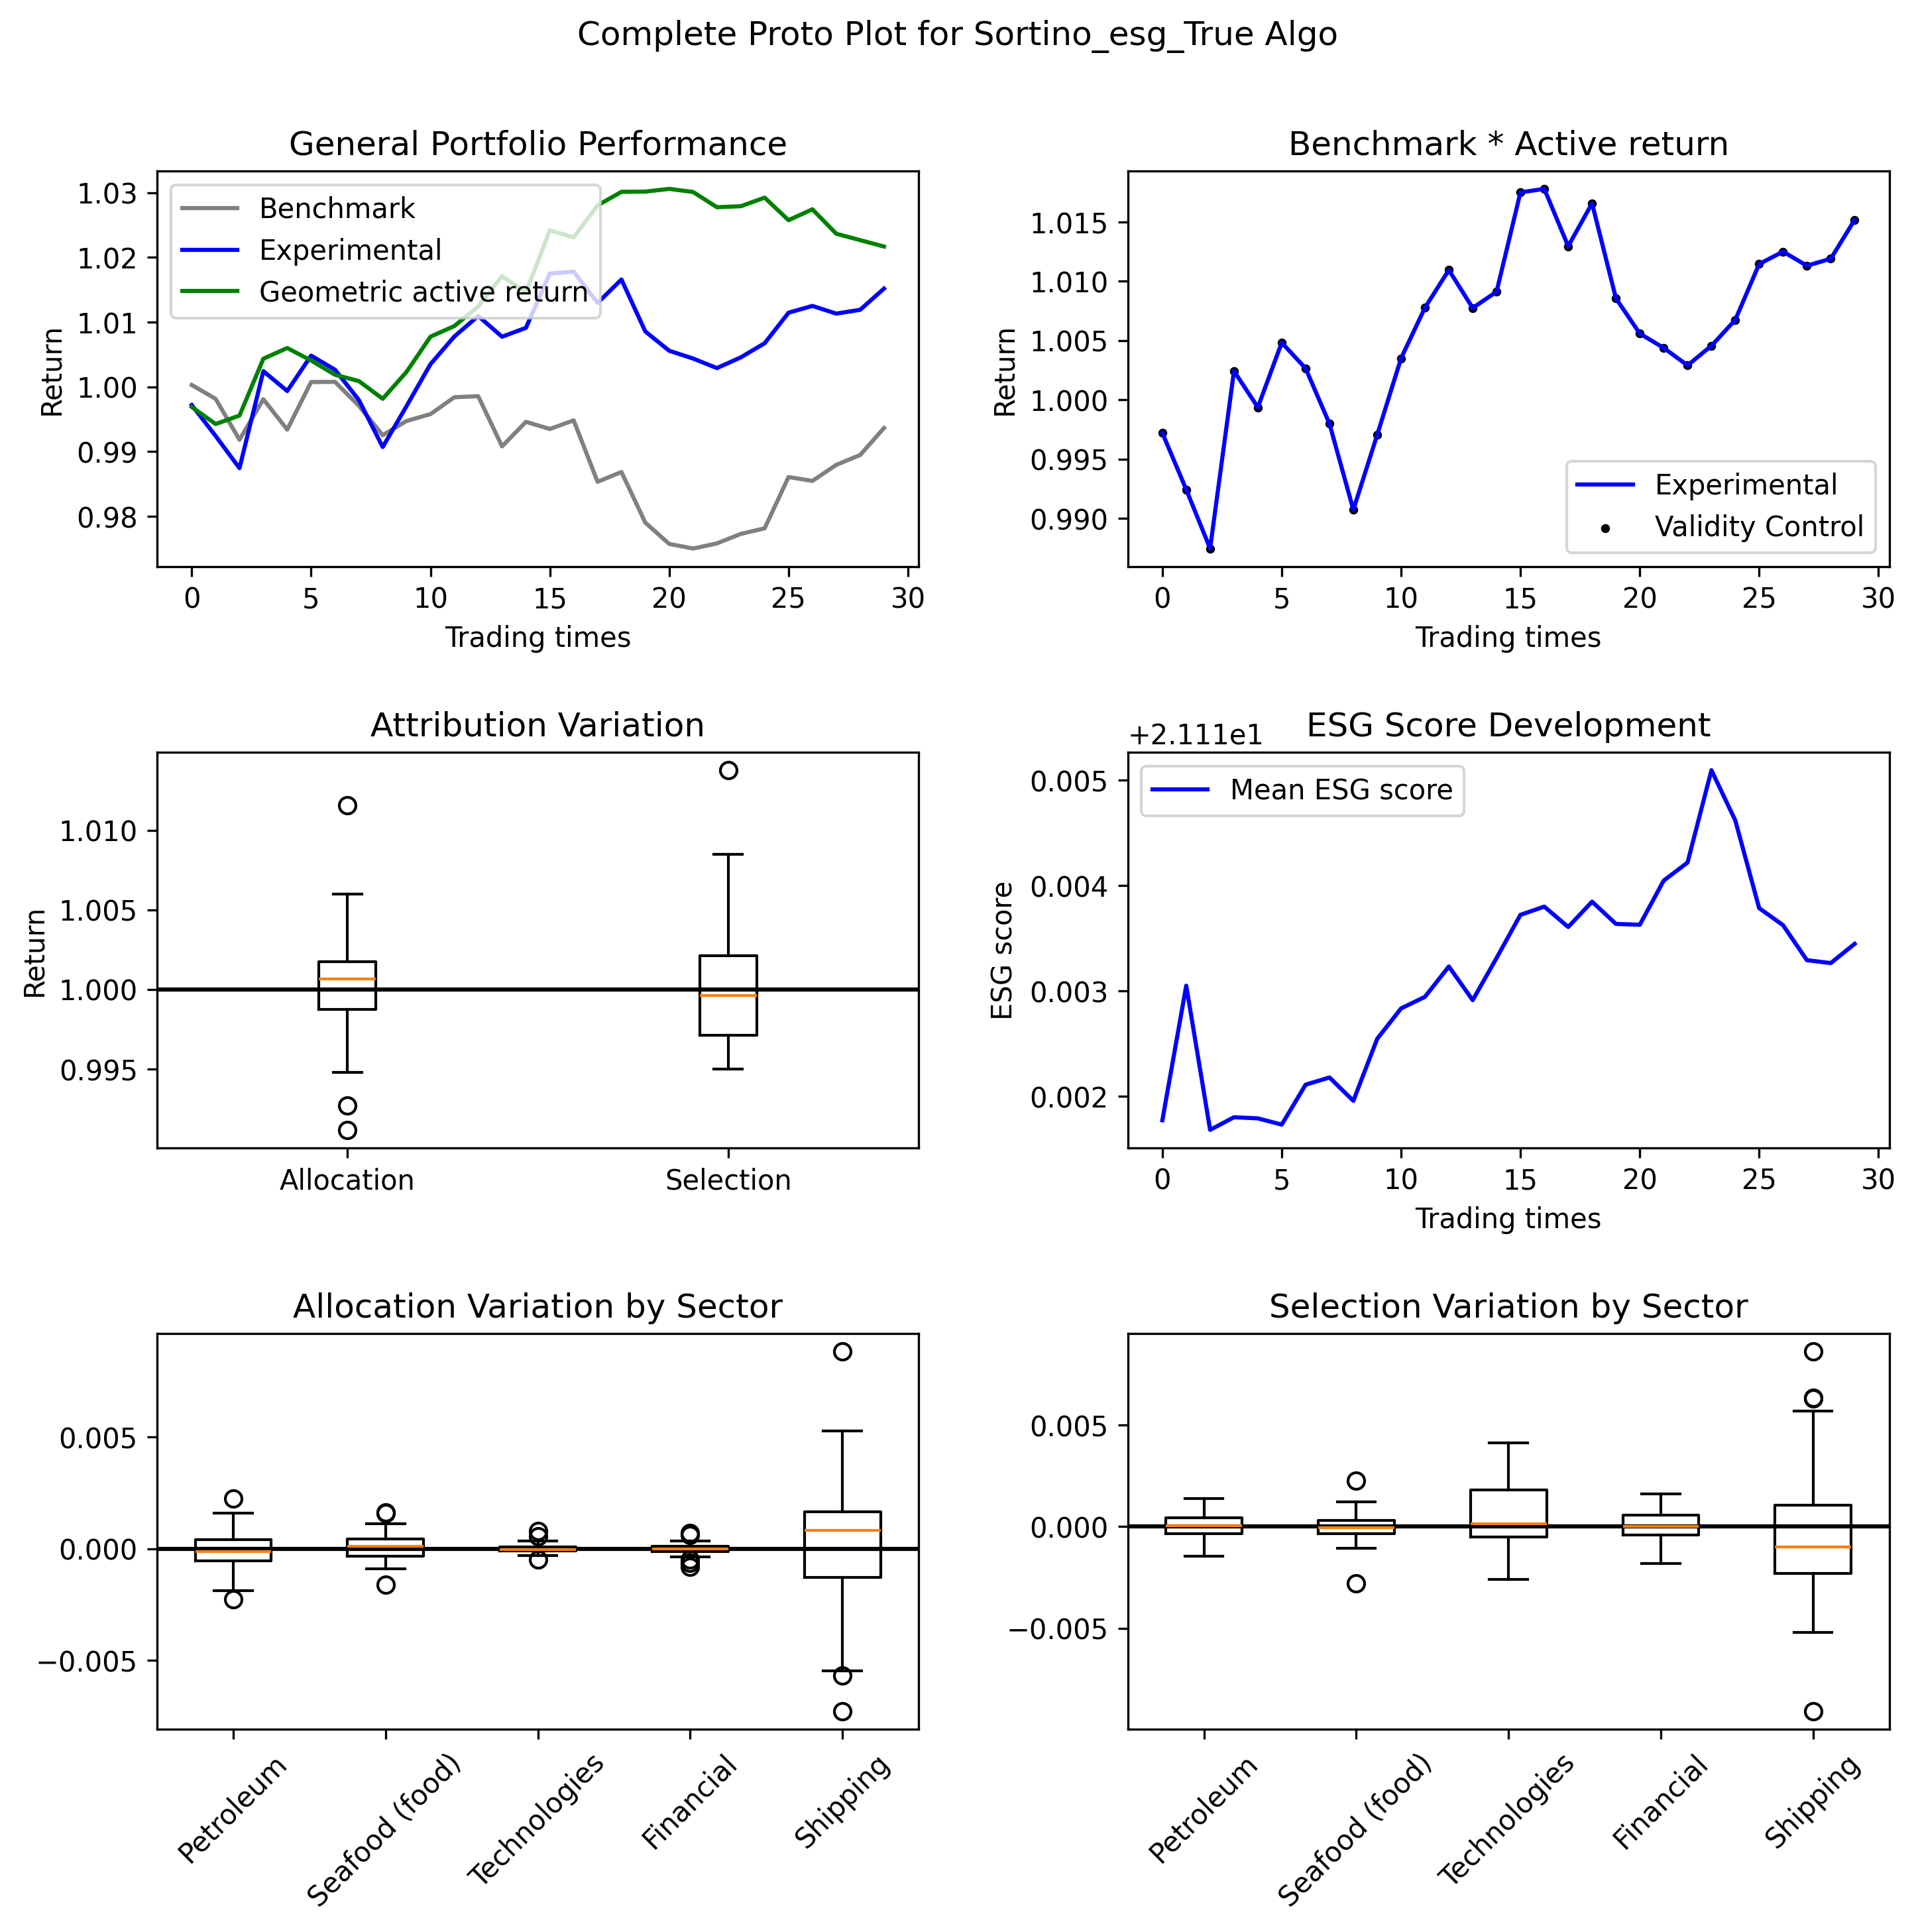 Complete Proto Plot for Sortino_esg_True Algo
General Portfolio Performance
Benchmark
Experimental
Geometric active return
Return
1.03
1.02
1.01
1.00
0.99
0.98
0 5 10 15 20 25 30
Trading times
Benchmark * Active return
Return
1.015
1.010
1.005
1.000
0.995
0.990
Experimental
Validity Control
0 5 10 15 20 25 30
Trading times
Attribution Variation
Return
1.010
1.005
1.000
0.995
Allocation Selection
ESG Score Development
+2.111e1
Mean ESG score
ESG score
0.005
0.004
0.003
0.002
0 5 10 15 20 25 30
Trading times
Allocation Variation by Sector
0.005
0.000
−0.005
Petroleum
Seafood (food)
Technologies
Financial
Shipping
Selection Variation by Sector
0.005
0.000
−0.005
Petroleum
Seafood (food)
Technologies
Financial
Shipping